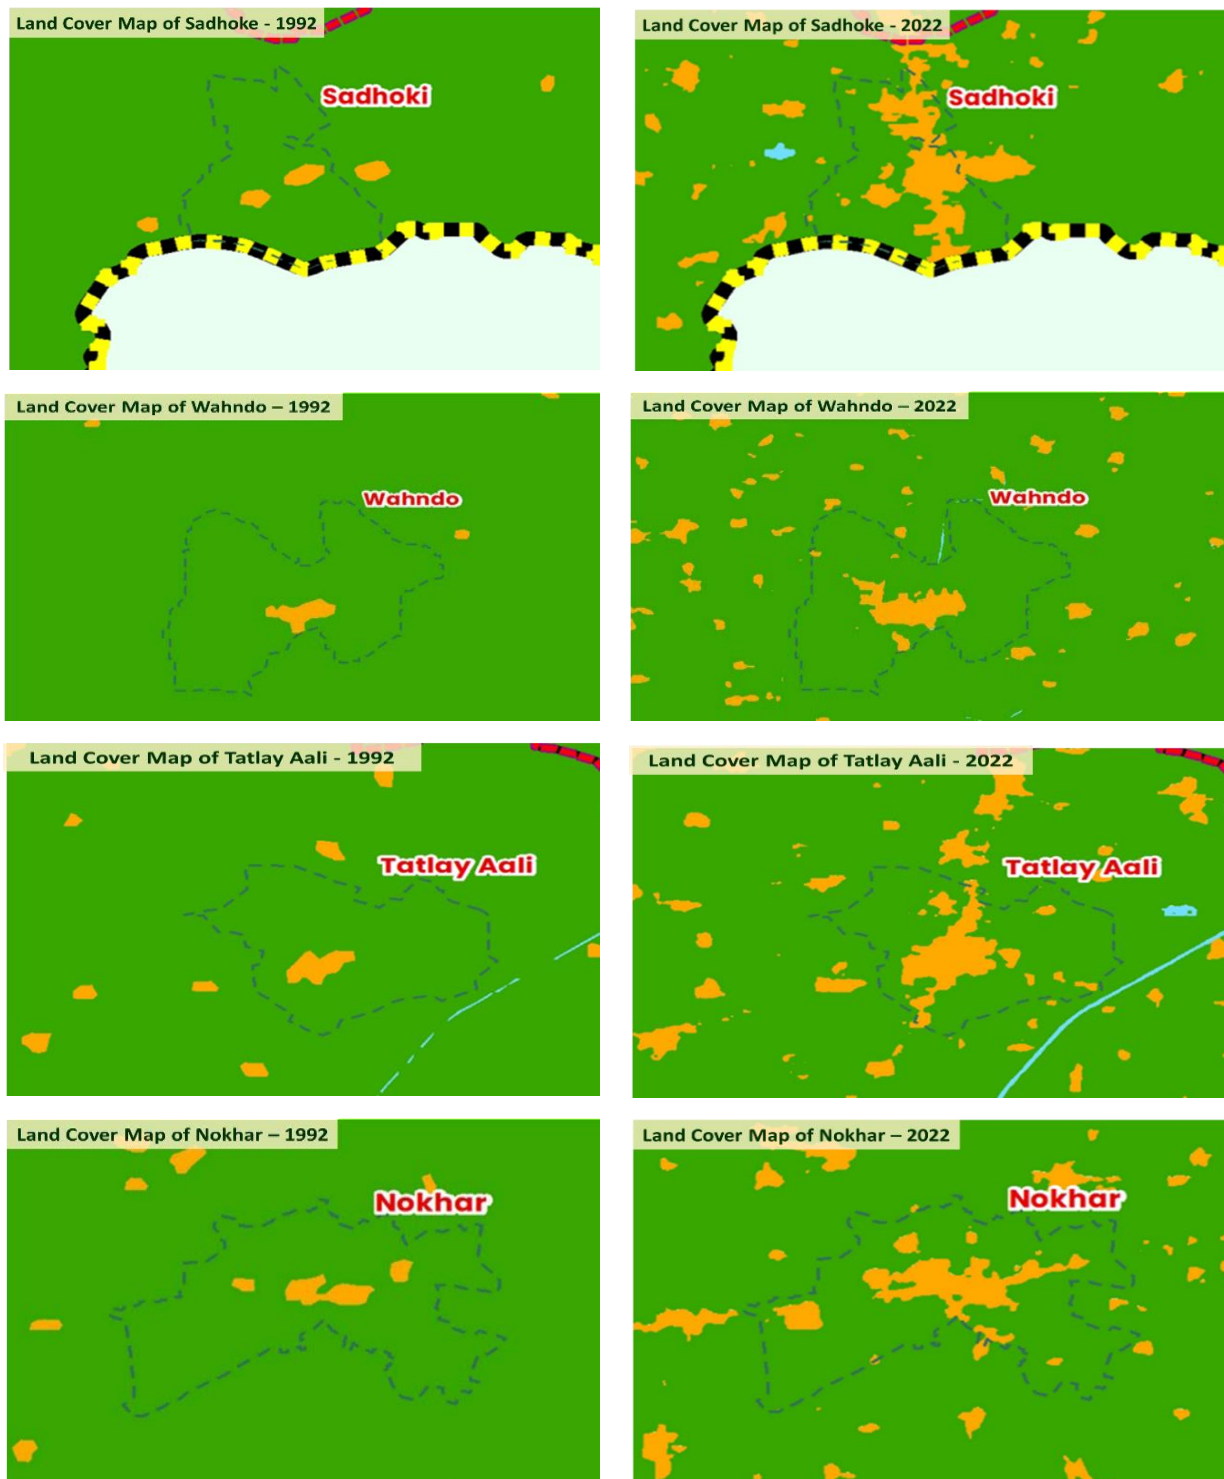 Land Cover Map of Sadhoke - 1992
Sadhoki
Land Cover Map of Sadhoke - 2022
Sadhoki
Land Cover Map of Wahndo – 1992
Wahndo
Land Cover Map of Wahndo – 2022
Wahndo
Land Cover Map of Tatlay Aali - 1992
Tatlay Aali
Land Cover Map of Tatlay Aali - 2022
Tatlay Aali
Land Cover Map of Nokhar – 1992
Nokhar
Land Cover Map of Nokhar – 2022
Nokhar